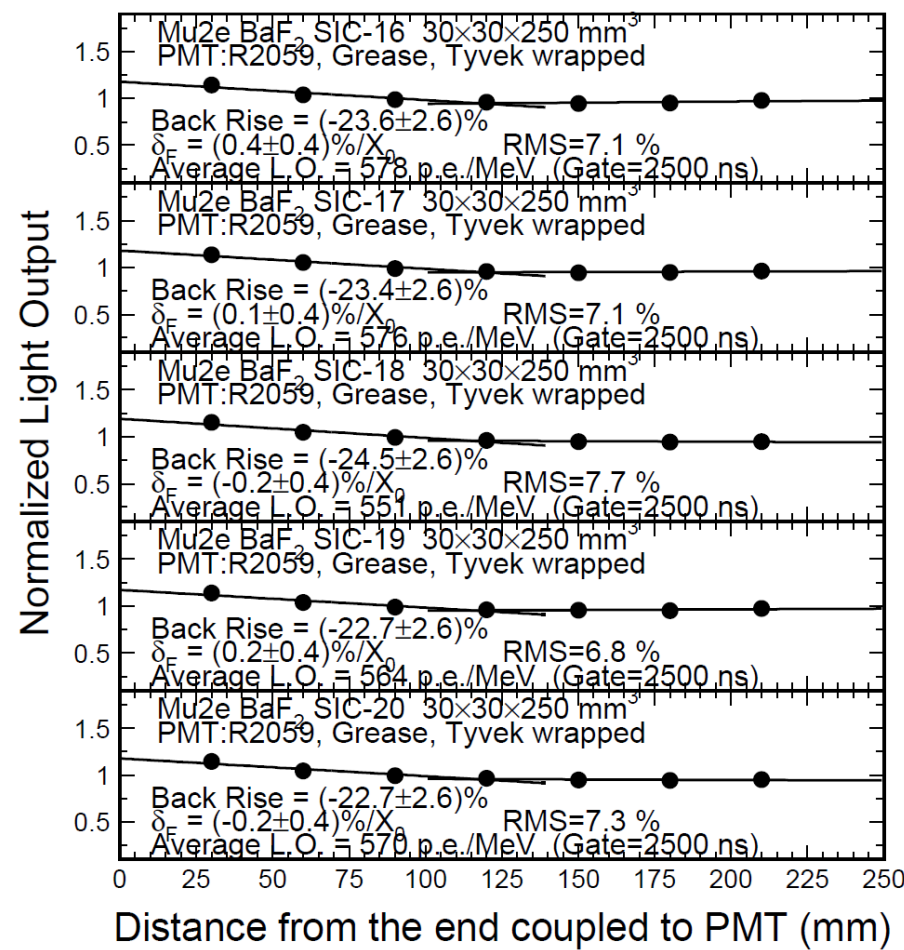 Normalized Light Output
1.5
1
0.5
Mu2e BaF2 SIC-16 30×30×250 mm3
PMT:R2059, Grease, Tyvek wrapped
Back Rise = (-23.6±2.6)%
δF = (0.4±0.4)%/X0 RMS=7.1 %
Average L.O. = 578 p.e./MeV (Gate=2500 ns)
1.5
1
0.5
Mu2e BaF2 SIC-17 30×30×250 mm3
PMT:R2059, Grease, Tyvek wrapped
Back Rise = (-23.4±2.6)%
δF = (0.1±0.4)%/X0 RMS=7.1 %
Average L.O. = 576 p.e./MeV (Gate=2500 ns)
1.5
1
0.5
Mu2e BaF2 SIC-18 30×30×250 mm3
PMT:R2059, Grease, Tyvek wrapped
Back Rise = (-24.5±2.6)%
δF = (-0.2±0.4)%/X0 RMS=7.7 %
Average L.O. = 551 p.e./MeV (Gate=2500 ns)
1.5
1
0.5
Mu2e BaF2 SIC-19 30×30×250 mm3
PMT:R2059, Grease, Tyvek wrapped
Back Rise = (-22.7±2.6)%
δF = (0.2±0.4)%/X0 RMS=6.8 %
Average L.O. = 564 p.e./MeV (Gate=2500 ns)
1.5
1
0.5
Mu2e BaF2 SIC-20 30×30×250 mm3
PMT:R2059, Grease, Tyvek wrapped
Back Rise = (-22.7±2.6)%
δF = (-0.2±0.4)%/X0 RMS=7.3 %
Average L.O. = 570 p.e./MeV (Gate=2500 ns)
0 25 50 75 100 125 150 175 200 225 250
Distance from the end coupled to PMT (mm)